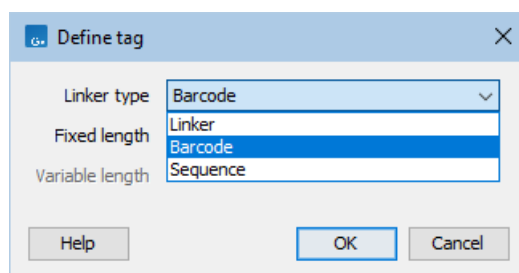 Define tag
Linker type Barcode
Linker
Fixed length
Barcode
Sequence
Variable length
Help OK Cancel